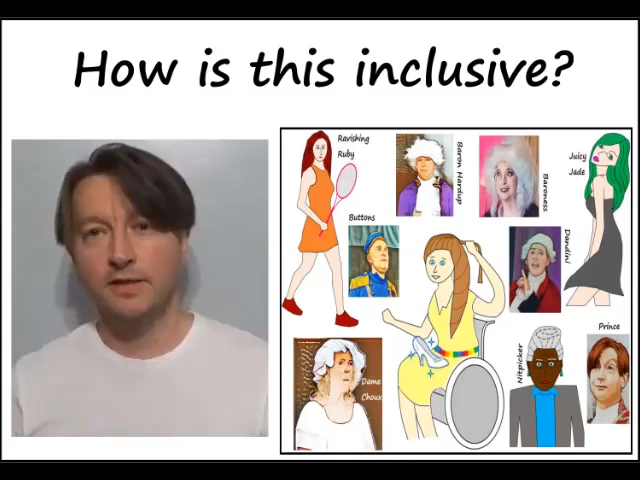 How is this inclusive?
Ravishing
Ruby
Baron Hardup
Baroness
Juicy
Jade
Buttons
Dandini
Dame
Choux
Nitpicker
Prince